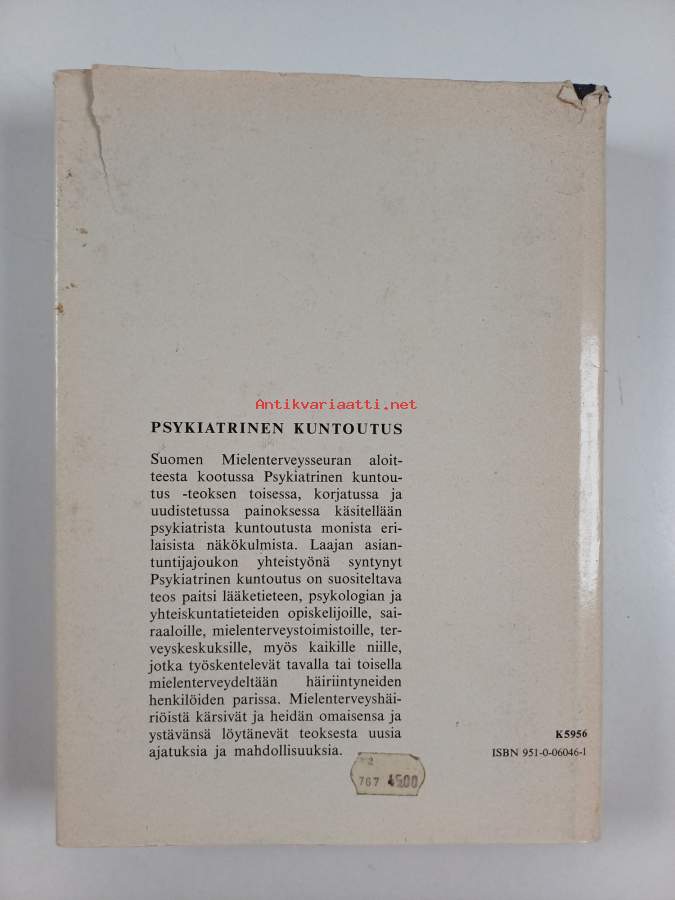 Antikvariaatti.net
PSYKIATRINEN KUNTOUTUS
Suomen Mielenterveysseuran aloit-
teesta kootussa Psykiatrinen kuntou-
tus -teoksen toisessa, korjatussa ja
uudistetussa painoksessa käsitellään
psykiatrista kuntoutusta monista eri-
laisista näkökulmista. Laajan asian-
tuntijajoukon yhteistyönä syntynyt
Psykiatrinen kuntoutus on suositeltava
teos paitsi lääketieteen, psykologian ja
yhteiskuntatieteiden opiskelijoille, sai-
raaloille, mielenterveystoimistoille, ter-
veyskeskuksille, myös kaikille niille,
jotka työskentelevät tavalla tai toisella
mielenterveydeltään häiriintyneiden
henkilöiden parissa. Mielenterveyshäi-
riöistä kärsivät ja heidän omaisensa ja
ystävänsä löytänevät teoksesta uusia
ajatuksia ja mahdollisuuksia.
K5956
ISBN 951-0-06046-1
767